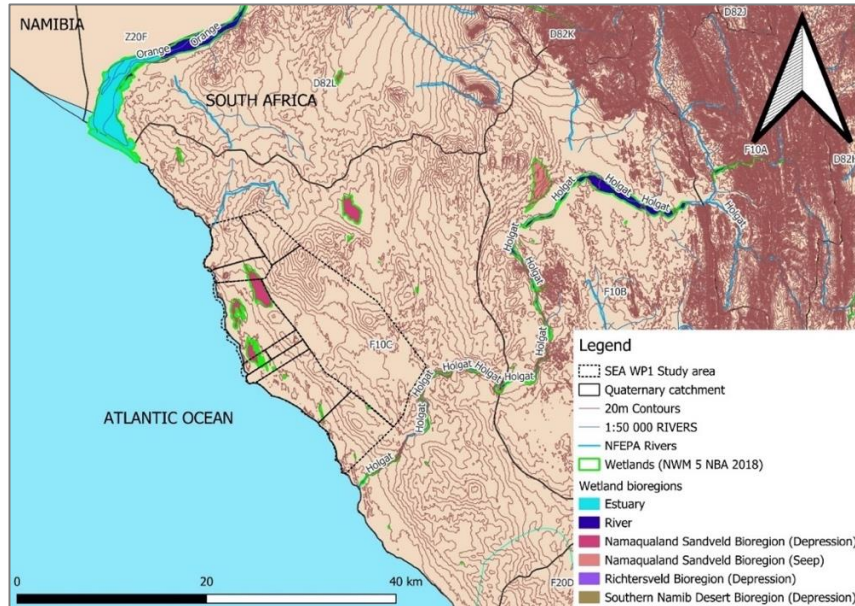 NAMIBIA
Z20F
Orange
Orange
D82J
D82K
D82L
SOUTH AFRICA
F10A
Holgat
Holgat
Holgat
Holgat
Holgat
Holgat
F10B
Holgat
F10C
Holgat
Holgat
Holgat
Holgat
Holgat
Holgat
ATLANTIC OCEAN
F20D
0
20
40 km
Legend
SEA WP1 Study area
Quaternary catchment
20m Contours
1:50 000 RIVERS
NFEPA Rivers
Wetlands (NWM 5 NBA 2018)
Wetland bioregions
Estuary
River
Namaqualand Sandveld Bioregion (Depression)
Namaqualand Sandveld Bioregion (Seep)
Richtersveld Bioregion (Depression)
Southern Namib Desert Bioregion (Depression)